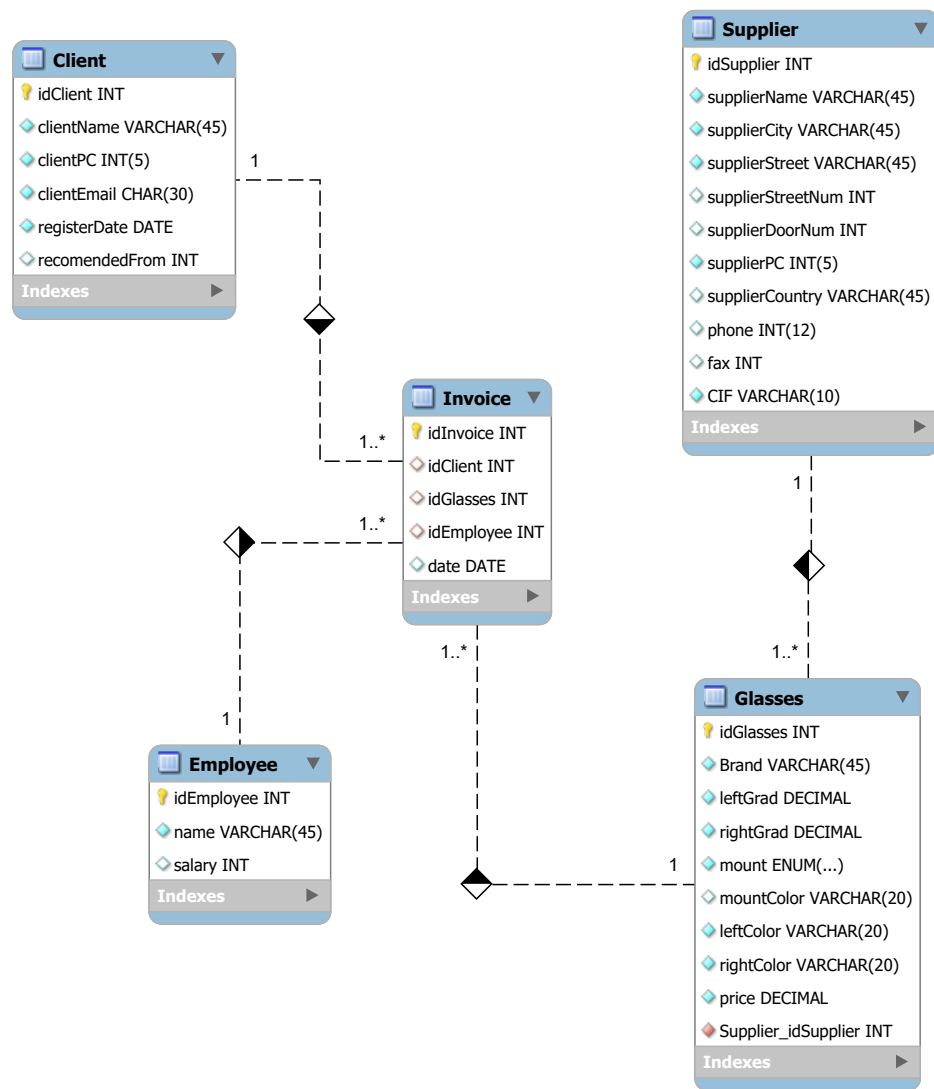 Client
idClient INT
clientName VARCHAR(45)
clientPC INT(5)
clientEmail CHAR(30)
registerDate DATE
recomendedFrom INT
Indexes
1
1..*
Supplier
idSupplier INT
supplierName VARCHAR(45)
supplierCity VARCHAR(45)
supplierStreet VARCHAR(45)
supplierStreetNum INT
supplierDoorNum INT
supplierPC INT(5)
supplierCountry VARCHAR(45)
phone INT(12)
fax INT
CIF VARCHAR(10)
Indexes
1
1..*
Invoice
idInvoice INT
idClient INT
idGlasses INT
idEmployee INT
date DATE
Indexes
1..*
1
1..*
1
Employee
idEmployee INT
name VARCHAR(45)
salary INT
Indexes
Glasses
idGlasses INT
Brand VARCHAR(45)
leftGrad DECIMAL
rightGrad DECIMAL
mount ENUM(...)
mountColor VARCHAR(20)
leftColor VARCHAR(20)
rightColor VARCHAR(20)
price DECIMAL
Supplier_idSupplier INT
Indexes